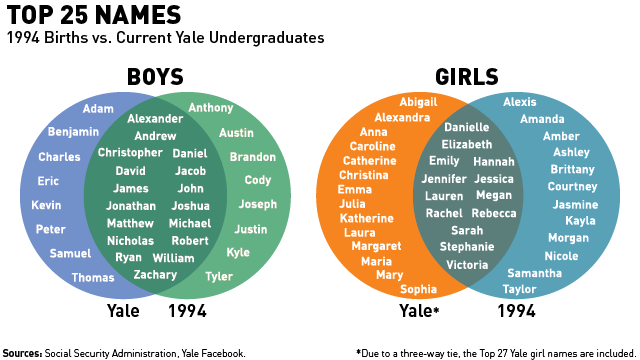 TOP 25 NAMES
1994 Births vs. Current Yale Undergraduates
BOYS
Adam
Benjamin
Charles
Eric
Kevin
Peter
Samuel
Thomas
Alexander
Andrew
Christopher Daniel
David Jacob
James John
Jonathan Joshua
Matthew Michael
Nicholas Robert
Ryan William
Zachary
Anthony
Austin
Brandon
Cody
Joseph
Justin
Kyle
Tyler
Yale 1994
GIRLS
Abigail
Alexandra
Anna
Caroline
Catherine
Christina
Emma
Julia
Katherine
Laura
Margaret
Maria
Mary
Sophia
Danielle
Elizabeth
Emily Hannah
Jennifer Jessica
Lauren Megan
Rachel Rebecca
Sarah
Stephanie
Victoria
Alexis
Amanda
Amber
Ashley
Brittany
Courtney
Jasmine
Kayla
Morgan
Nicole
Samantha
Taylor
Yale* 1994
Sources: Social Security Administration, Yale Facebook.
*Due to a three-way tie, the Top 27 Yale girl names are included.